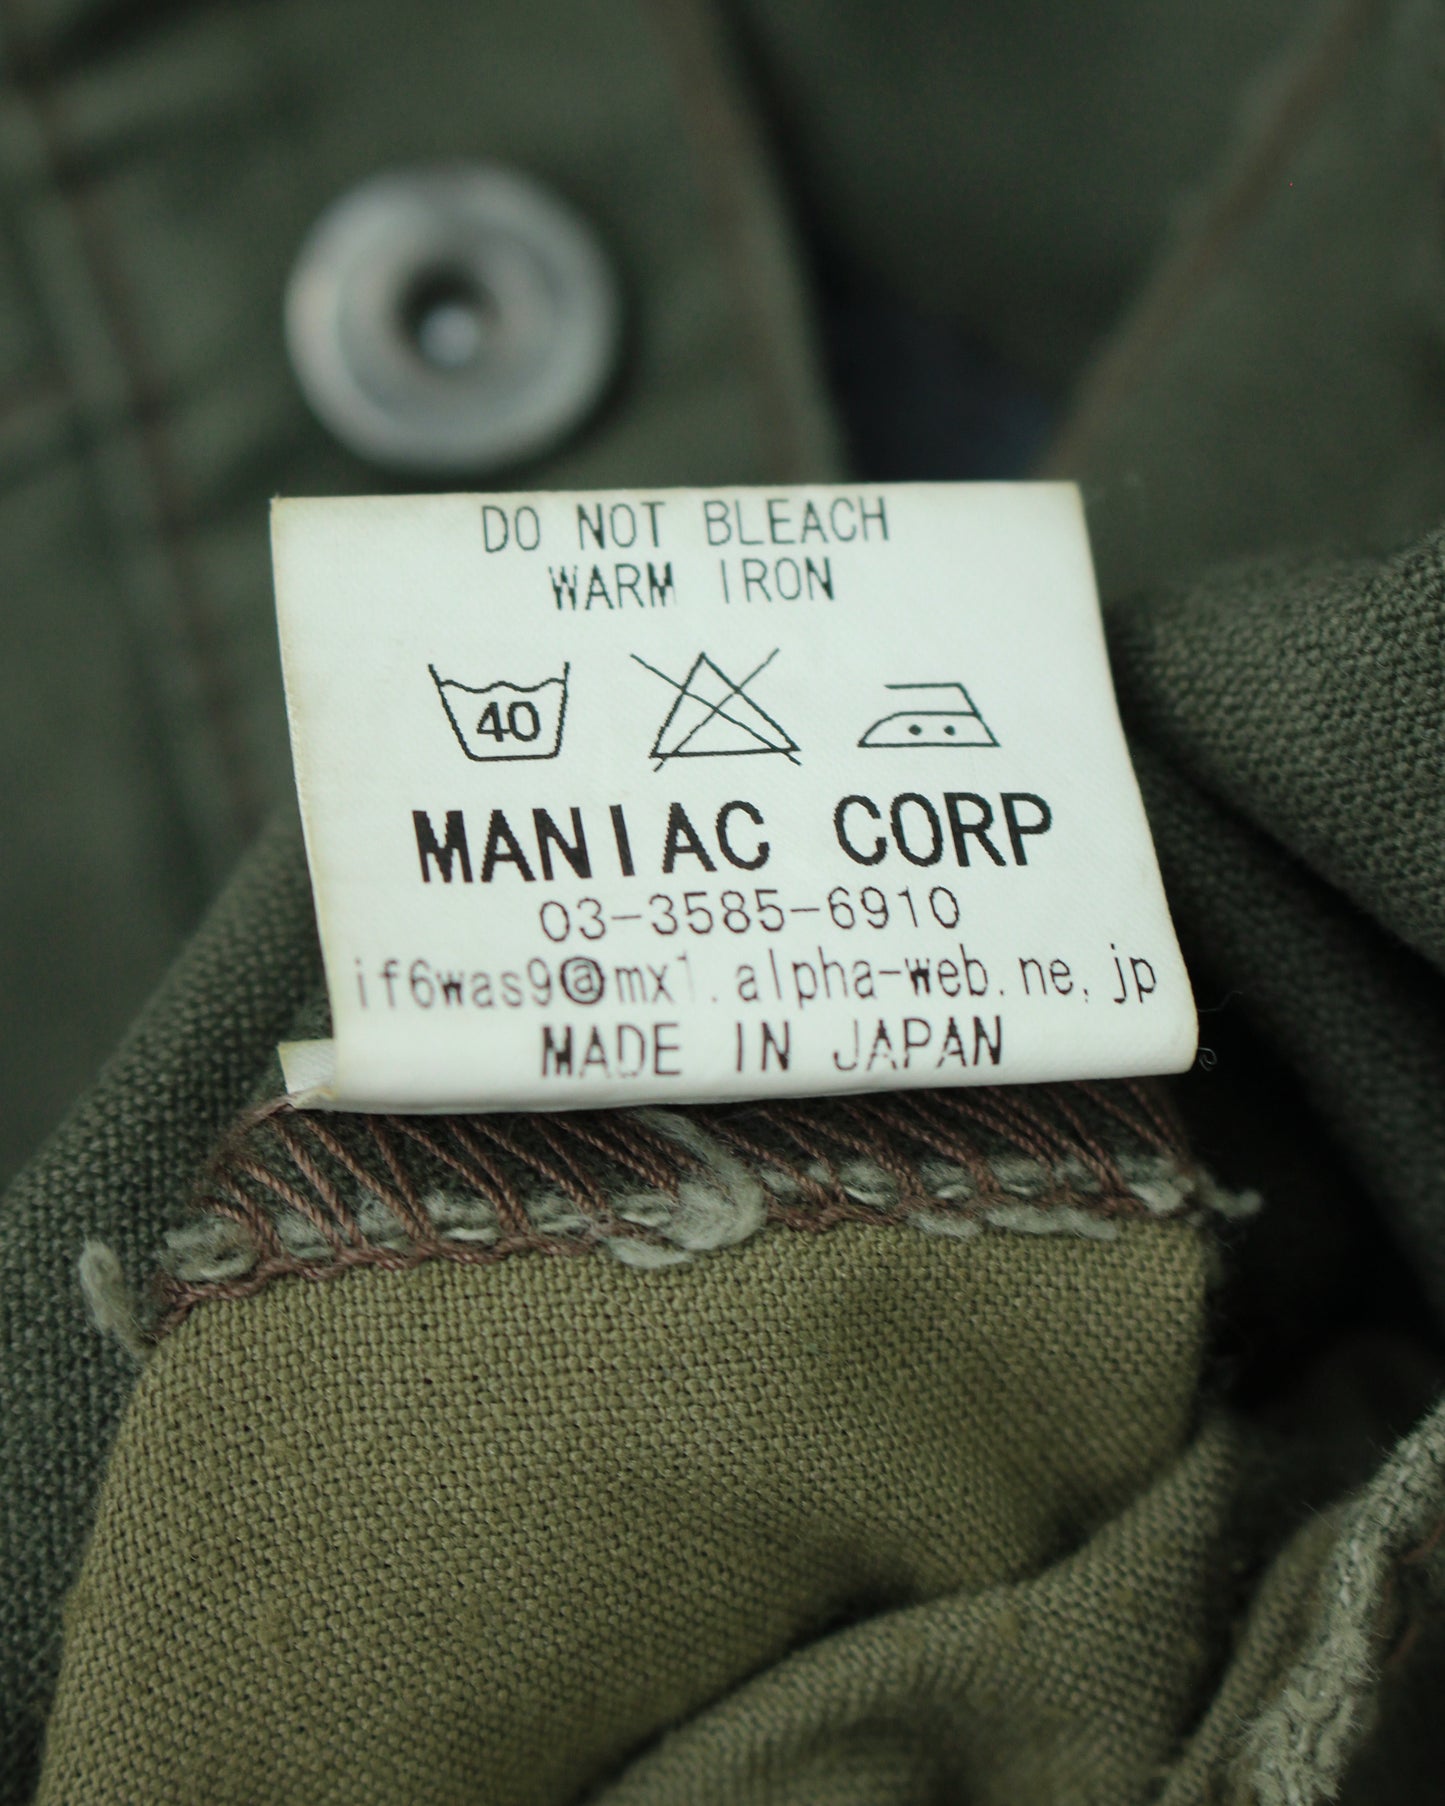 DO NOT BLEACH
WARM IRON
40
MANIAC CORP
03-3585-6910
if6was9@mx1.alpha-web.ne.jp
MADE IN JAPAN